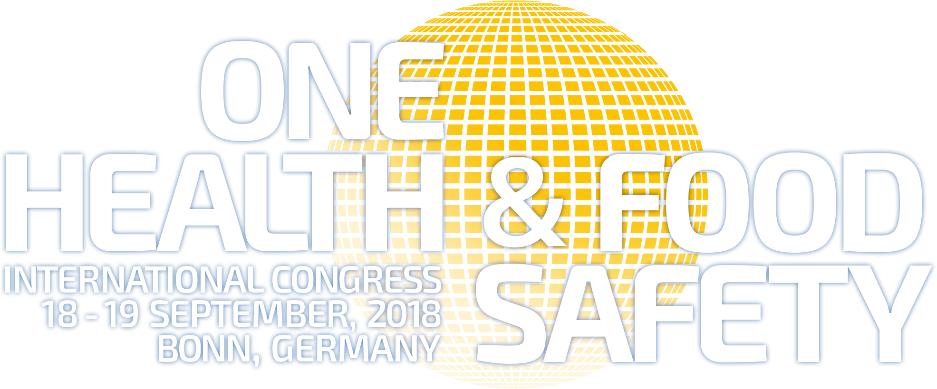 ONE
HEALTH & FOOD
SAFETY
INTERNATIONAL CONGRESS
18 - 19 SEPTEMBER, 2018
BONN, GERMANY